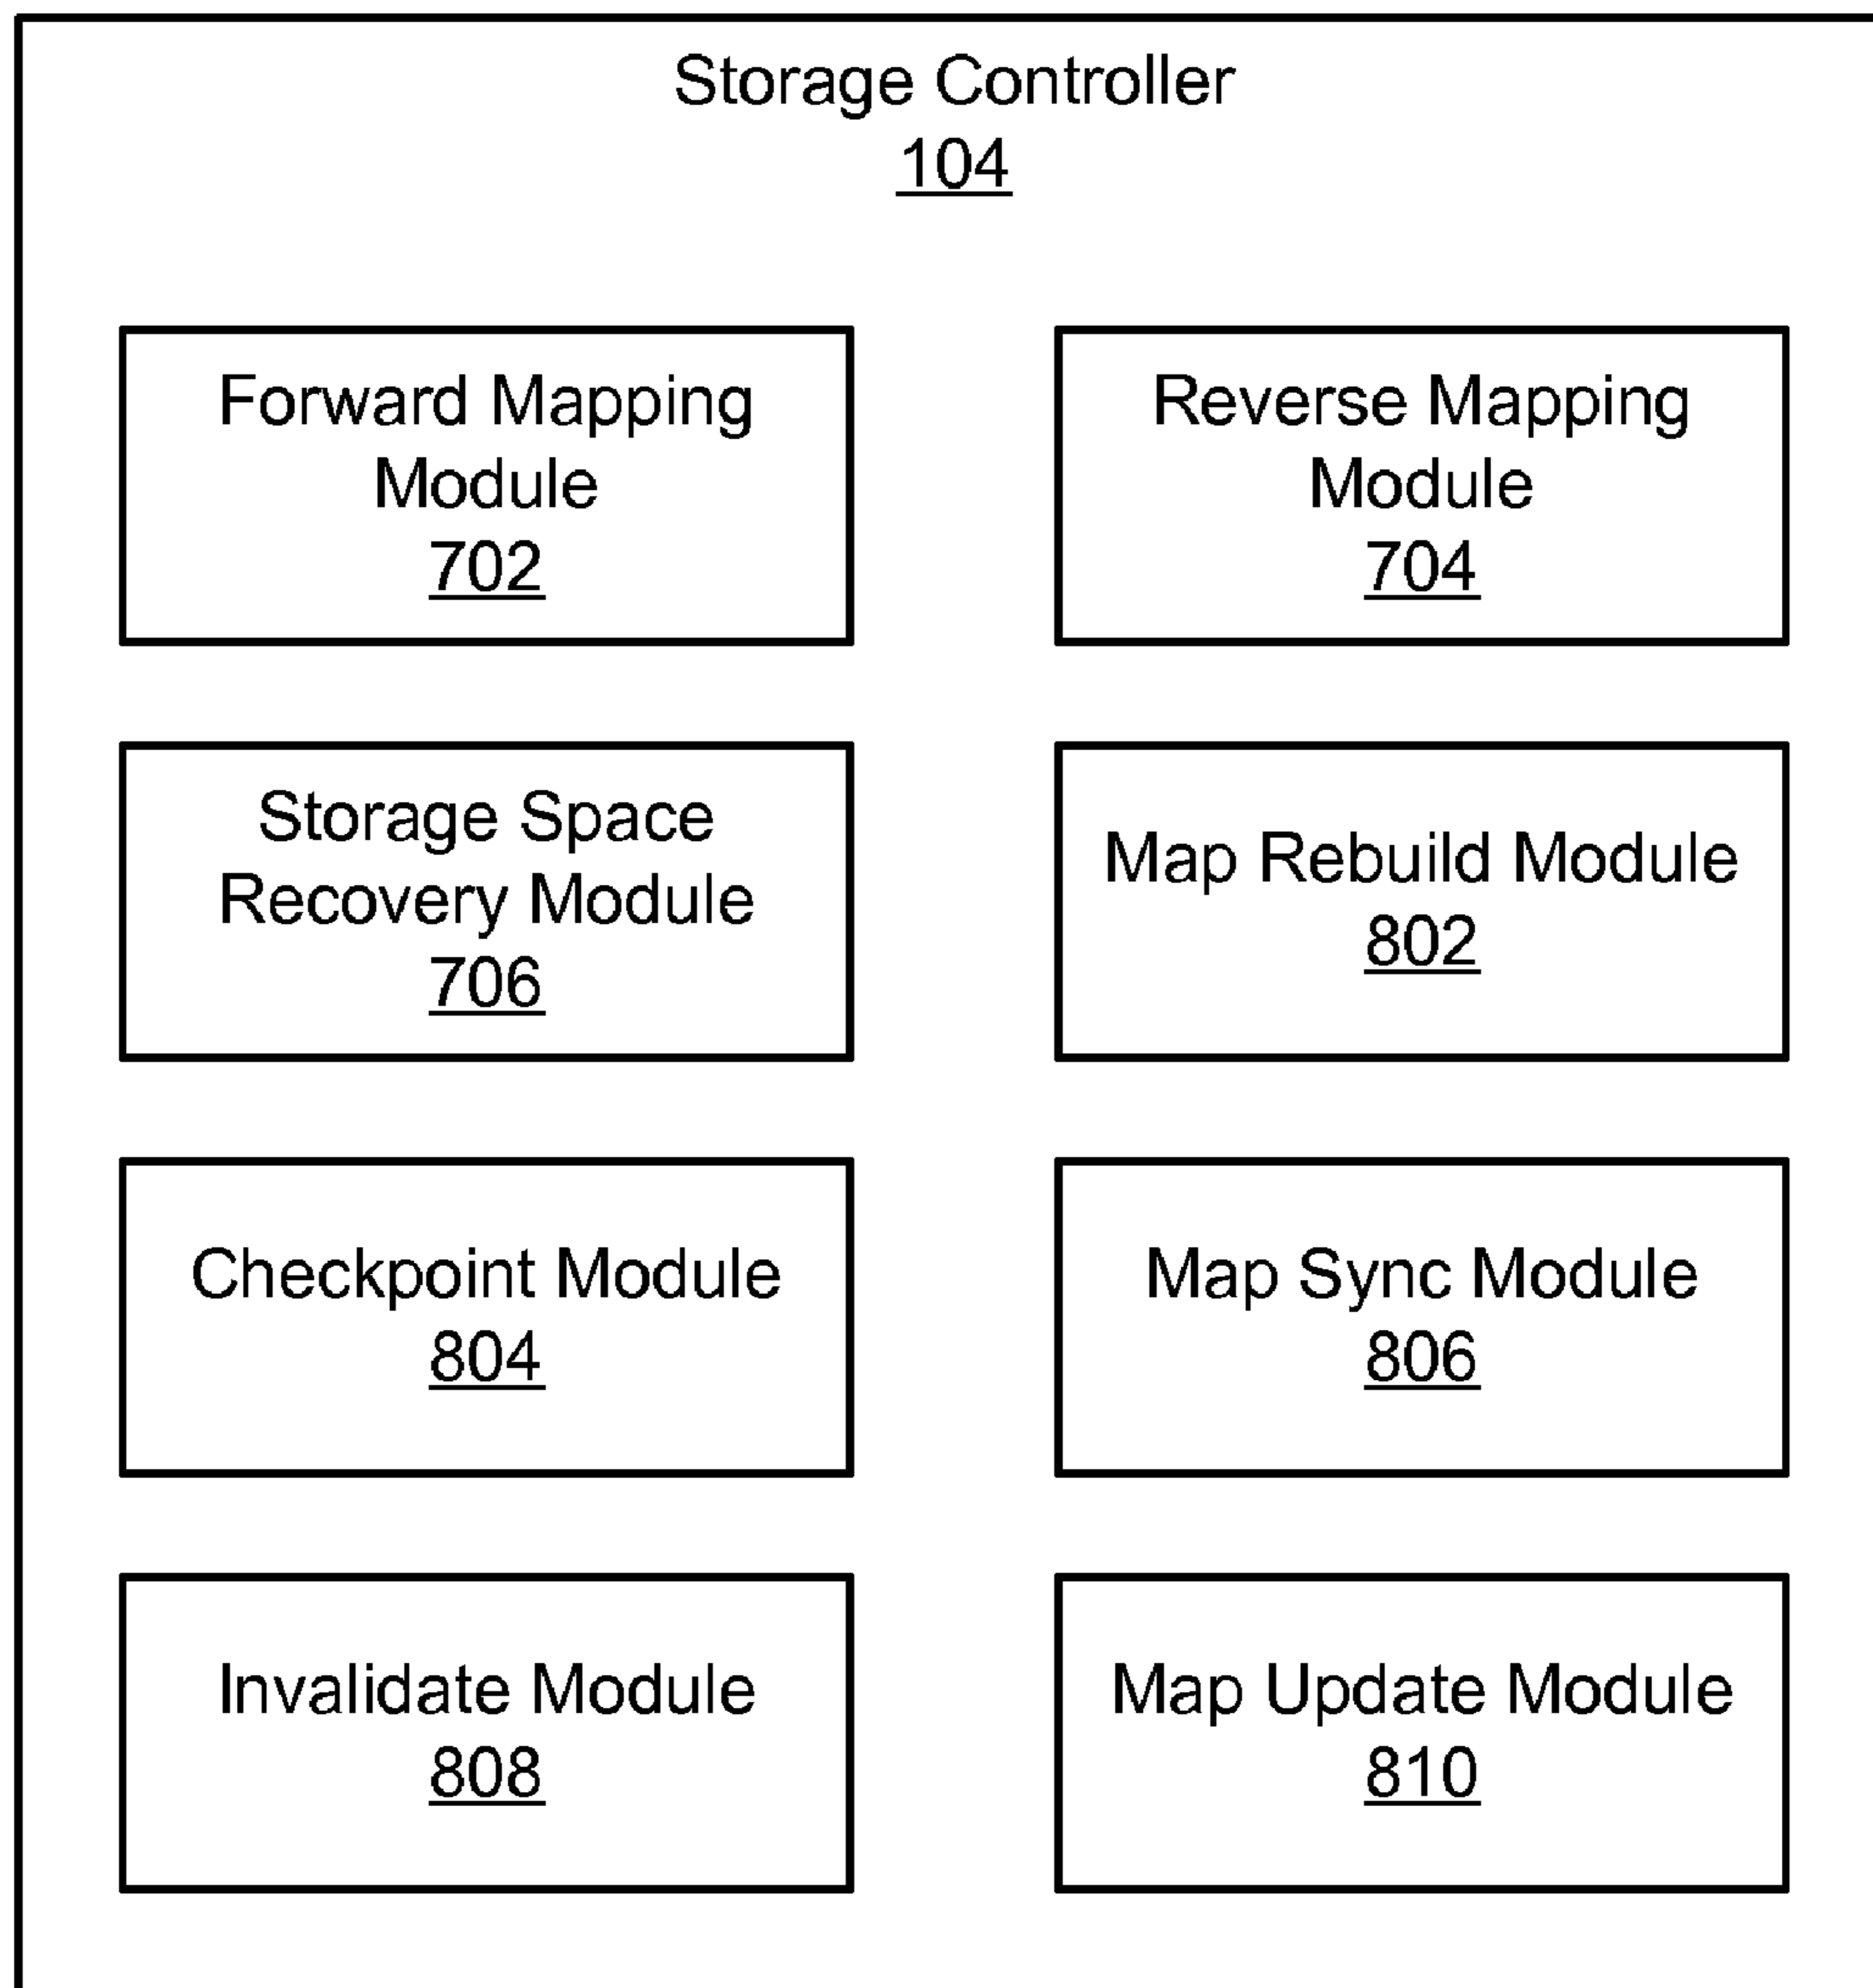 Storage Controller
104
Forward Mapping
Module
702
Reverse Mapping
Module
704
Storage Space
Recovery Module
706
Map Rebuild Module
802
Checkpoint Module
804
Map Sync Module
806
Invalidate Module
808
Map Update Module
810